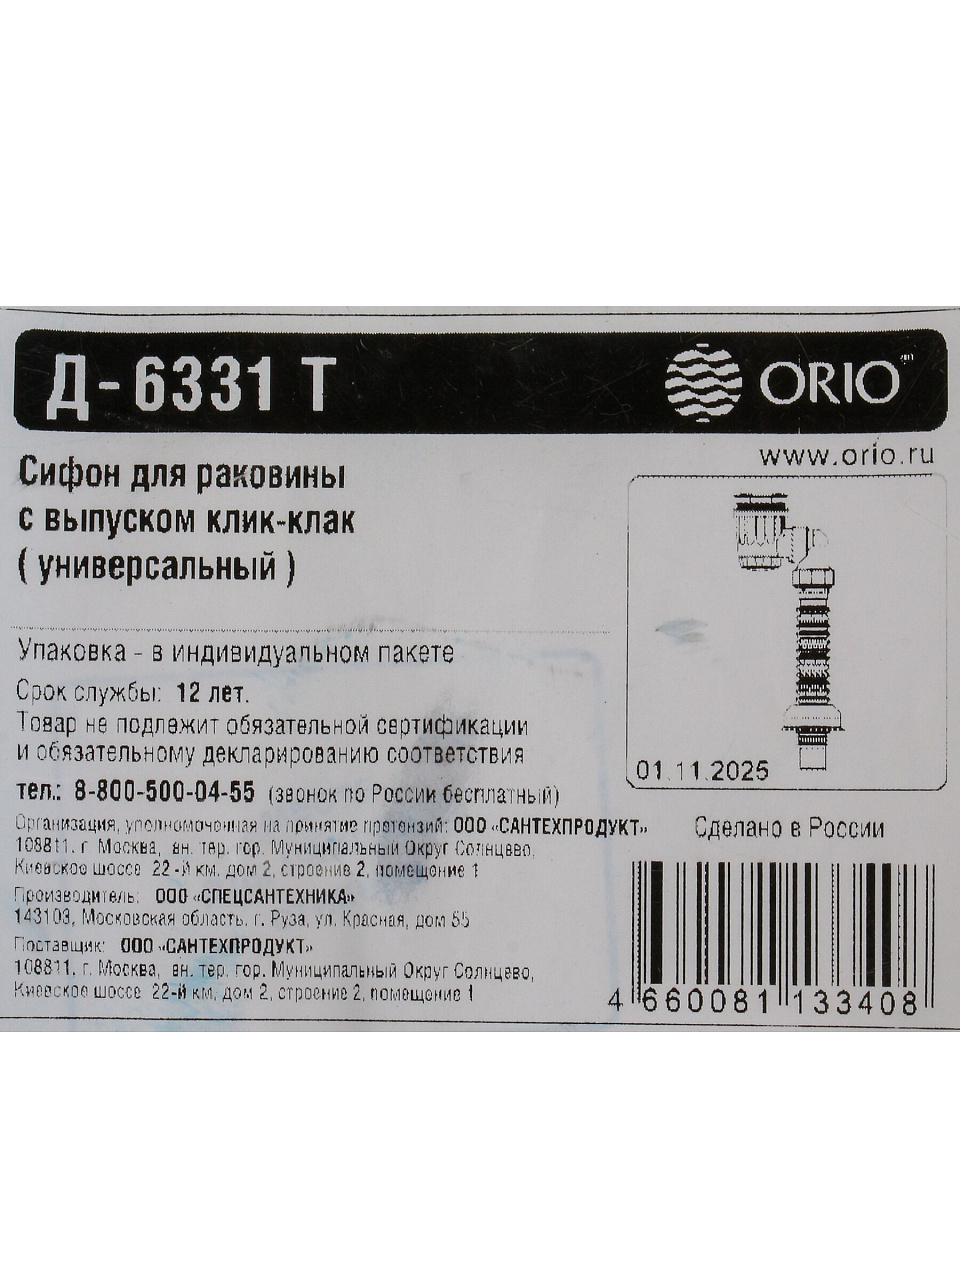 Д-6331 Т
ORIO
www.orio.ru
Сифон для раковины
с выпуском клик-клак
( универсальный )
Упаковка - в индивидуальном пакете
Срок службы: 12 лет.
Товар не подлежит обязательной сертификации
и обязательному декларированию соответствия
тел.: 8-800-500-04-55 (звонок по России бесплатный)
01.11.2025
Организация, уполномоченная на принятие претензий: ООО «САНТЕХПРОДУКТ»
108811, г. Москва, вн. тер. гор. Муниципальный Округ Солнцево,
Киевское шоссе 22-й км, дом 2, строение 2, помещение 1
Производитель: ООО «СПЕЦСАНТЕХНИКА»
143103, Московская область, г. Руза, ул. Красная, дом 55
Поставщик: ООО «САНТЕХПРОДУКТ»
108811, г. Москва, вн. тер. гор. Муниципальный Округ Солнцево,
Киевское шоссе 22-й км, дом 2, строение 2, помещение 1
Сделано в России
4 660081 133408